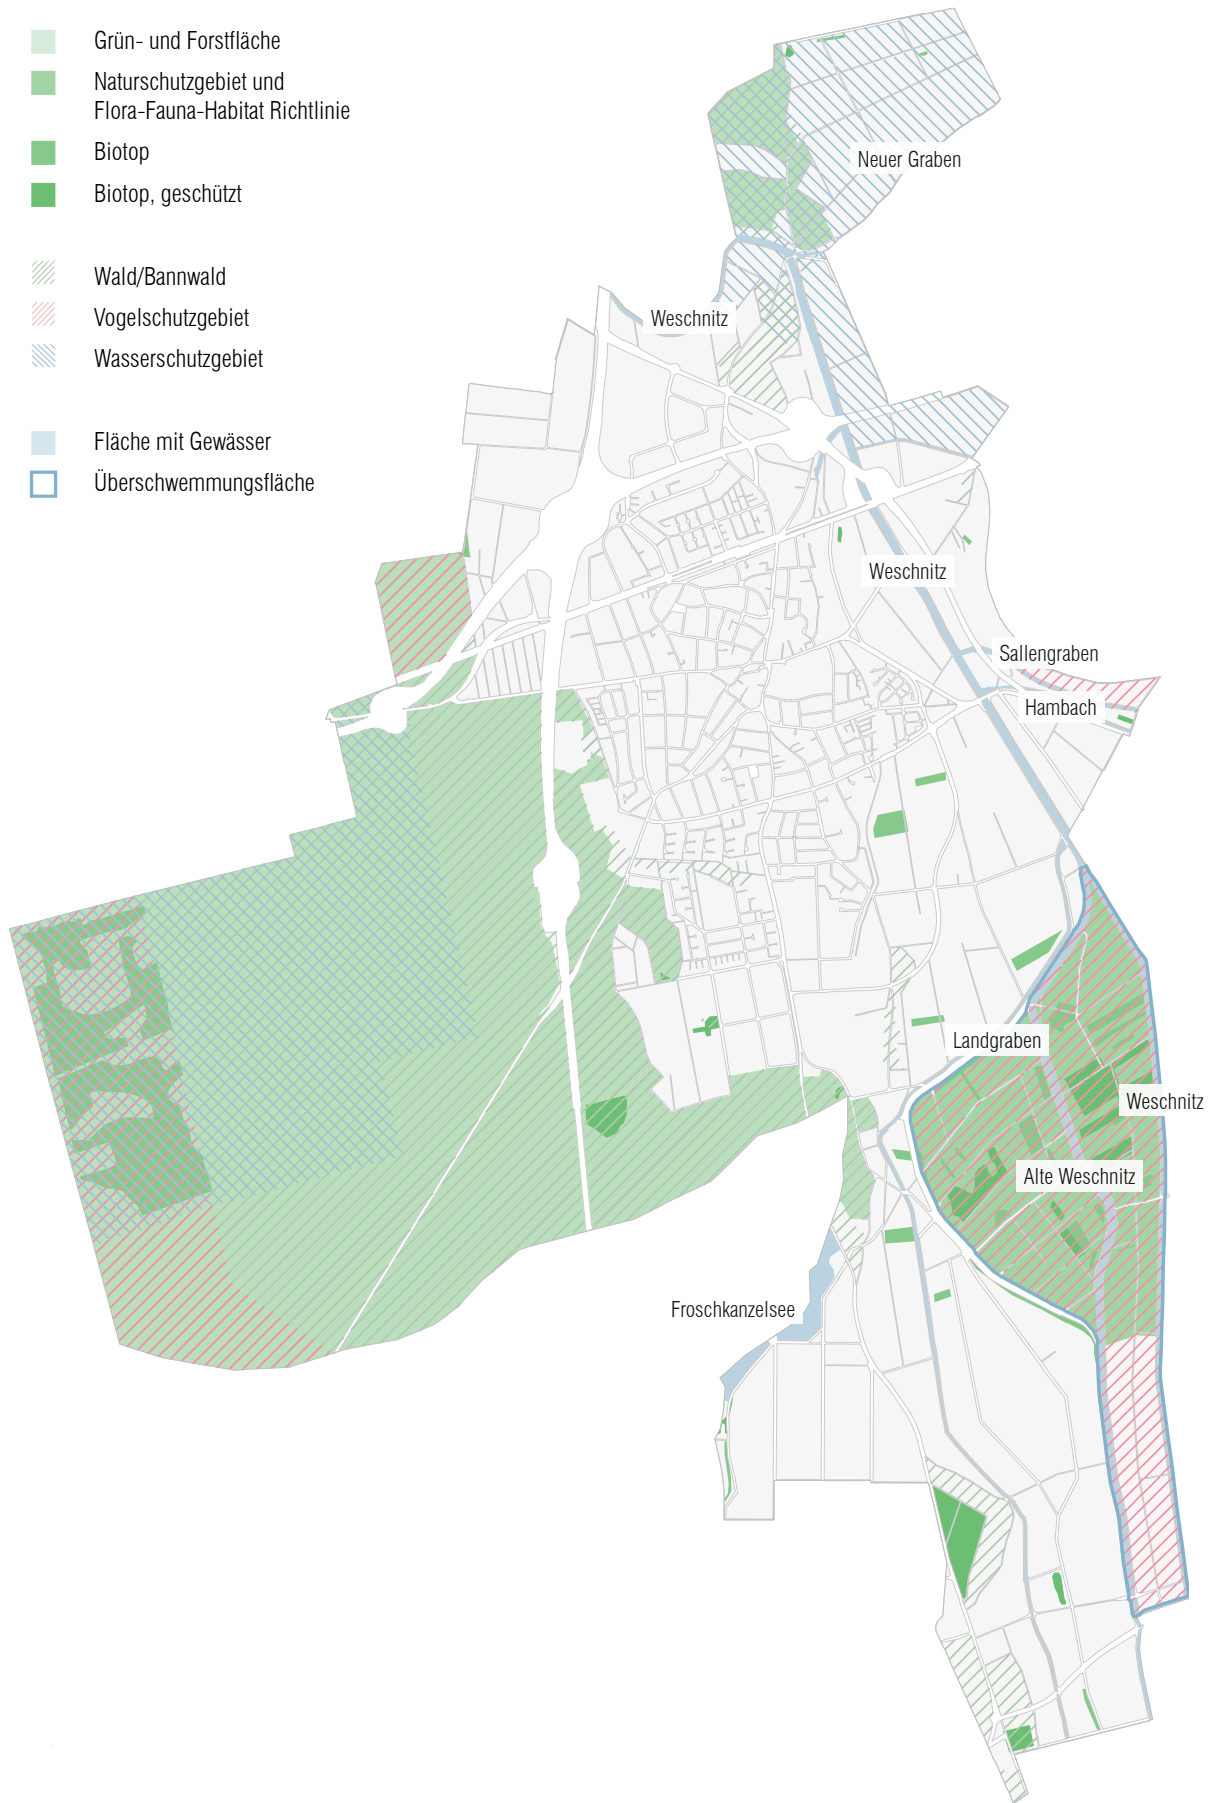 Grün- und Forstfläche
Naturschutzgebiet und
Flora-Fauna-Habitat Richtlinie
Biotop
Biotop, geschützt
Wald/Bannwald
Vogelschutzgebiet
Wasserschutzgebiet
Fläche mit Gewässer
Überschwemmungsfläche
Neuer Graben
Weschnitz
Weschnitz
Sallengraben
Hambach
Landgraben
Weschnitz
Alte Weschnitz
Froschkanzelsee